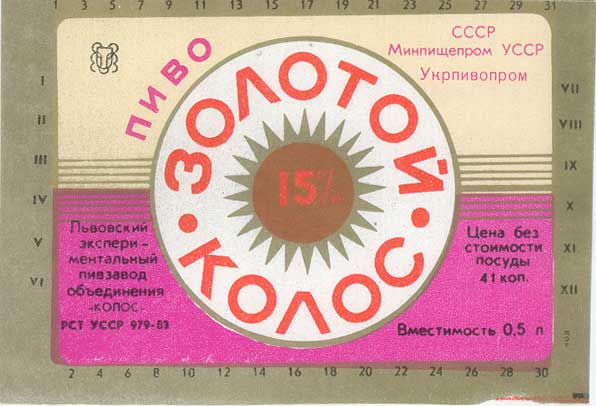 1 3 5 7 9 11 13 15 17 19 21 23 25 27 29 31
ПИВО
СССР
Минпищепром УССР
Укрпивопром
I
II
III
IV
V
VI
ЗОЛОТОЙ
15%
• КОЛОС •
VII
VIII
IX
X
XI
XII
Львовский
экспери-
ментальный
пивзавод
объединения
«КОЛОС»
РСТ УССР 979-83
Цена без
стоимости
посуды
41 коп.
Вместимость 0,5 л
2 4 6 8 10 12 14 16 18 20 22 24 26 28 30